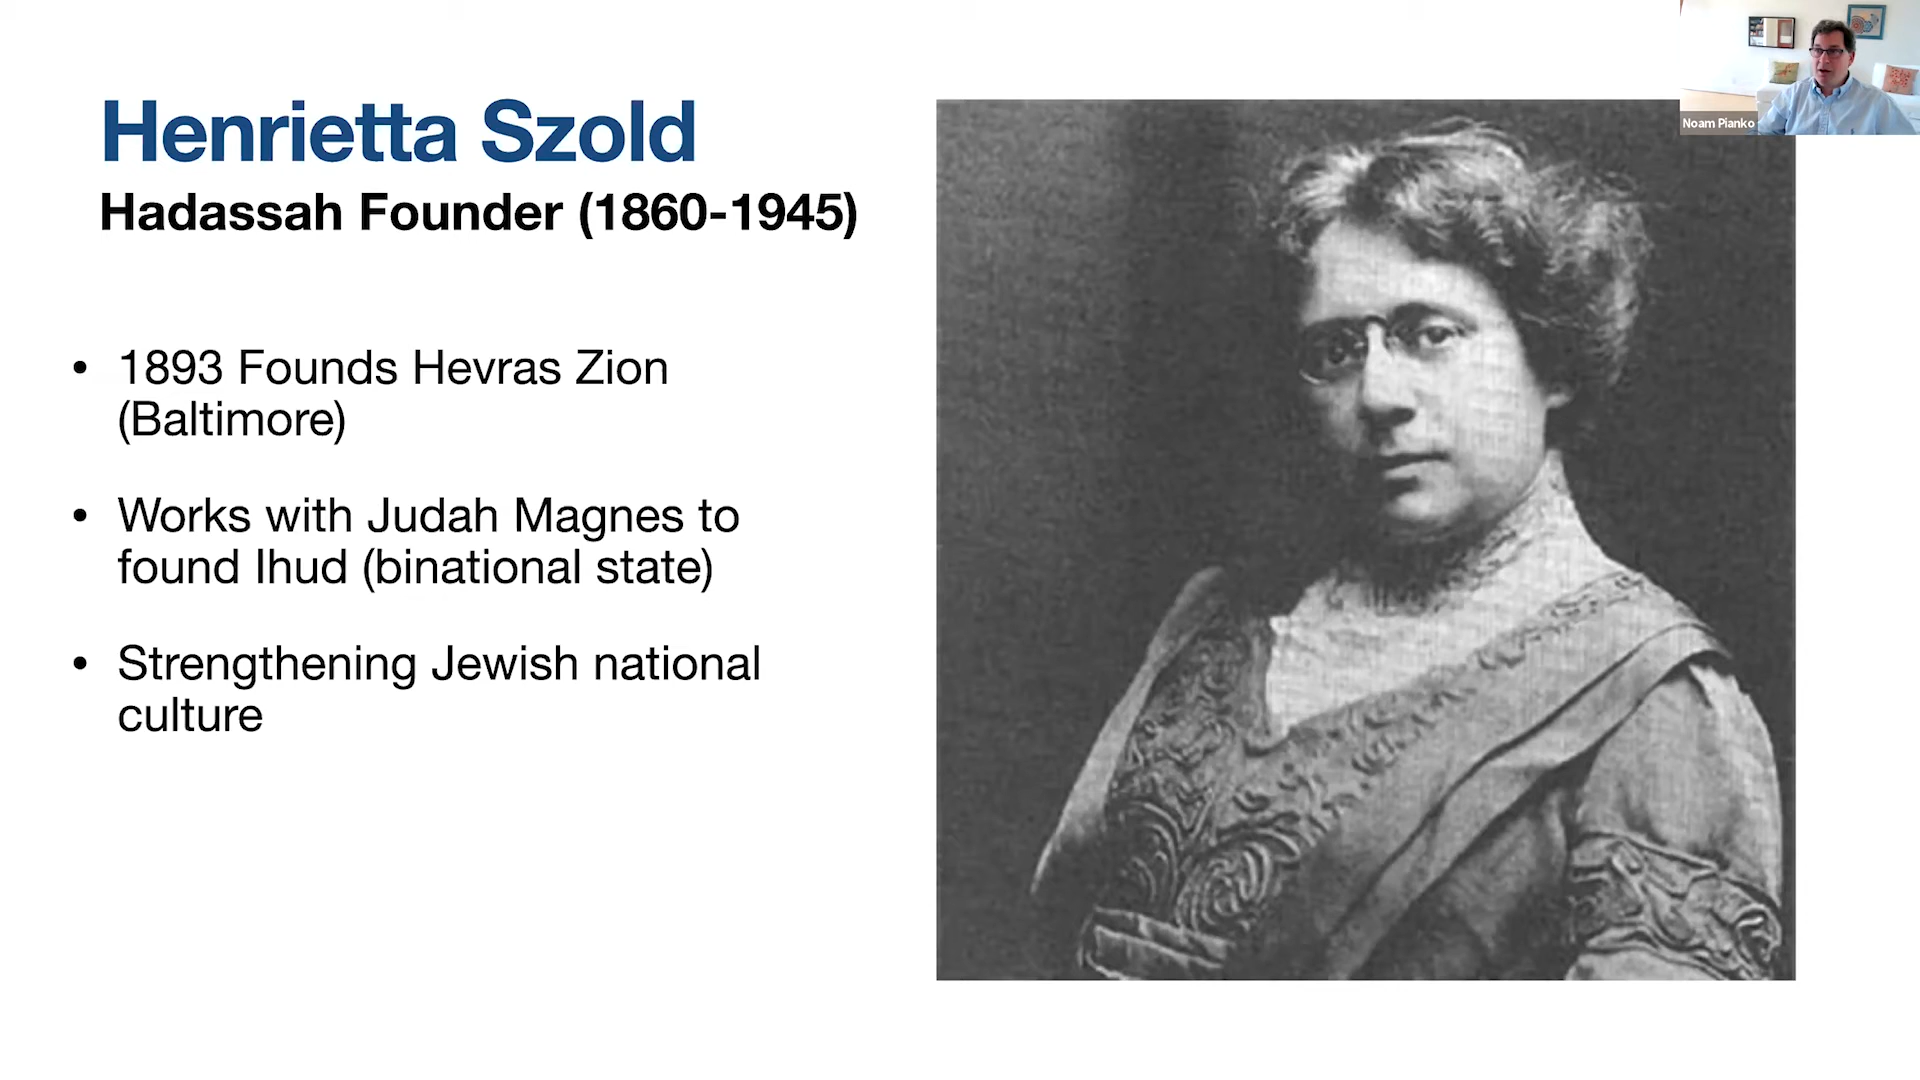 Henrietta Szold
Hadassah Founder (1860-1945)
• 1893 Founds Hevras Zion
(Baltimore)
• Works with Judah Magnes to
found Ihud (binational state)
• Strengthening Jewish national
culture
Noam Pianko